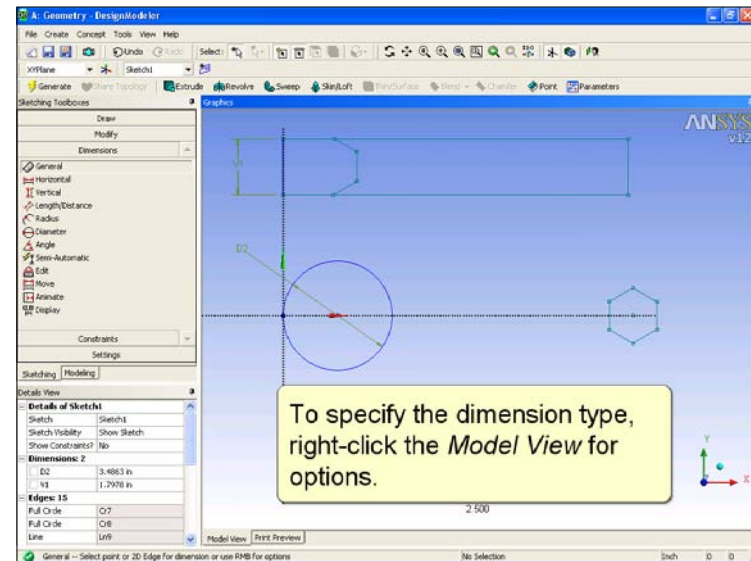 A: Geometry - DesignModeler
File Create Concept Tools View Help
Undo Redo Select:
XYPlane Sketch1
Generate Share Topology Extrude Revolve Sweep Skin/Loft Thin/Surface Blend Chamfer Point Parameters
Sketching Toolboxes
Graphics
Draw
Modify
Dimensions
General
Horizontal
Vertical
Length/Distance
Radius
Diameter
Angle
Semi-Automatic
Edit
Move
Animate
Display
Constraints
Settings
Sketching Modeling
Details View
Details of Sketch1
Sketch Sketch1
Sketch Visibility Show Sketch
Show Constraints? No
Dimensions: 2
D2 3.4863 in
V1 1.7978 in
Edges: 15
Full Circle Cr7
Full Circle Cr8
Line Ln9
ANSYS
v12
V1
D2
To specify the dimension type,
right-click the Model View for
options.
2.500
Y
X
Model View Print Preview
General -- Select point or 2D Edge for dimension or use RMB for options No Selection Inch 0 0